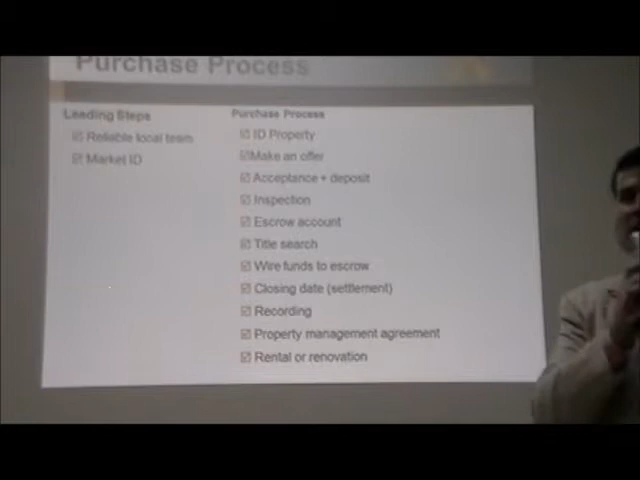 Purchase Process
Leading Steps
☑ Reliable local team
☑ Market ID
Purchase Process
☑ ID Property
☑ Make an offer
☑ Acceptance + deposit
☑ Inspection
☑ Escrow account
☑ Title search
☑ Wire funds to escrow
☑ Closing date (settlement)
☑ Recording
☑ Property management agreement
☑ Rental or renovation